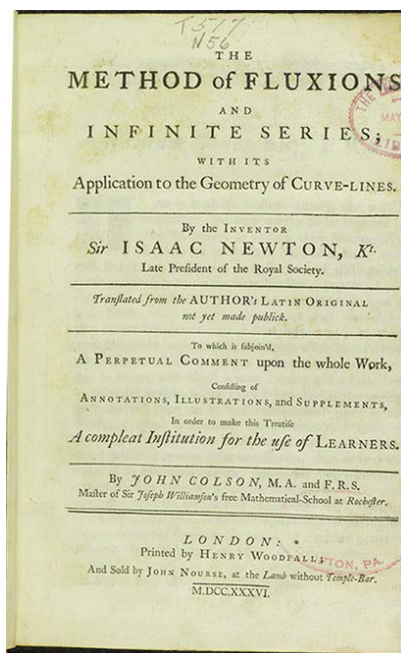 T517
N56
THE
METHOD of FLUXIONS
AND
INFINITE SERIES;
WITH ITS
Application to the Geometry of CURVE-LINES.
By the INVENTOR
Sir ISAAC NEWTON, Kt.
Late Preſident of the Royal Society.
Tranſlated from the AUTHOR's LATIN ORIGINAL
not yet made publick.
To which is ſubjoin'd,
A PERPETUAL COMMENT upon the whole Work,
Conſiſting of
ANNOTATIONS, ILLUSTRATIONS, and SUPPLEMENTS,
In order to make this Treatiſe
A compleat Inſtitution for the uſe of LEARNERS.
By JOHN COLSON, M.A. and F.R.S.
Maſter of Sir Joſeph Williamſon's free Mathematical-School at Rocheſter.
LONDON:
Printed by HENRY WOODFALL;
And Sold by JOHN NOURSE, at the Lamb without Temple-Bar.
M.DCC.XXXVI.
THE
MAY
PA.